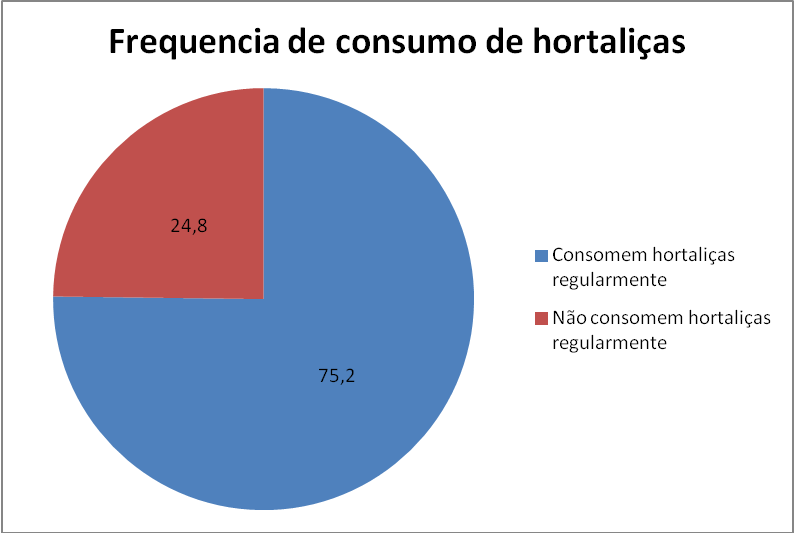 Frequencia de consumo de hortaliças
24,8
75,2
Consomem hortaliças
regularmente
Não consomem hortaliças
regularmente